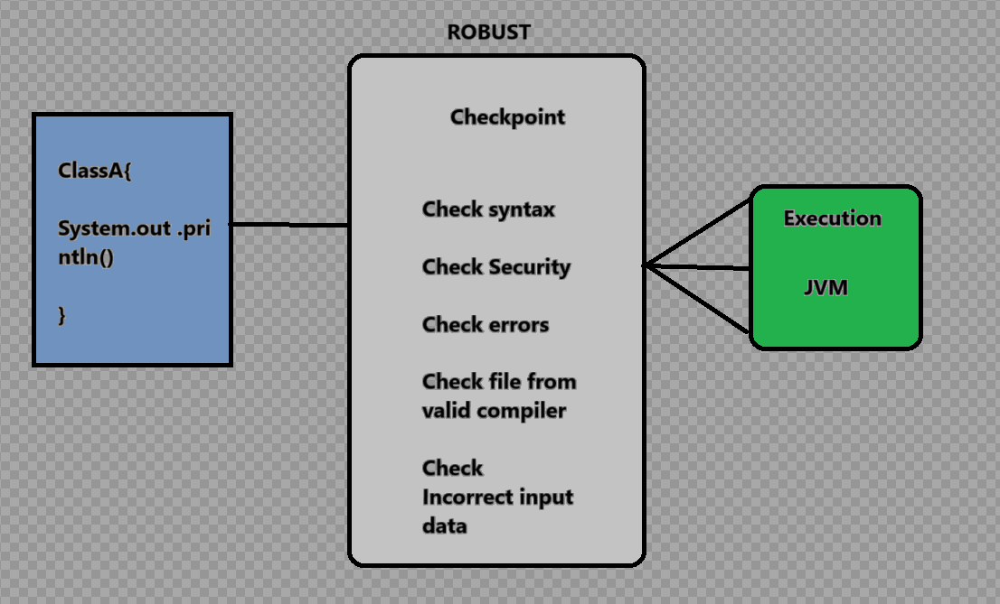 ROBUST
Checkpoint
ClassA{
System.out .pri
ntln()
}
Check syntax
Check Security
Check errors
Check file from
valid compiler
Check
Incorrect input
data
Execution
JVM